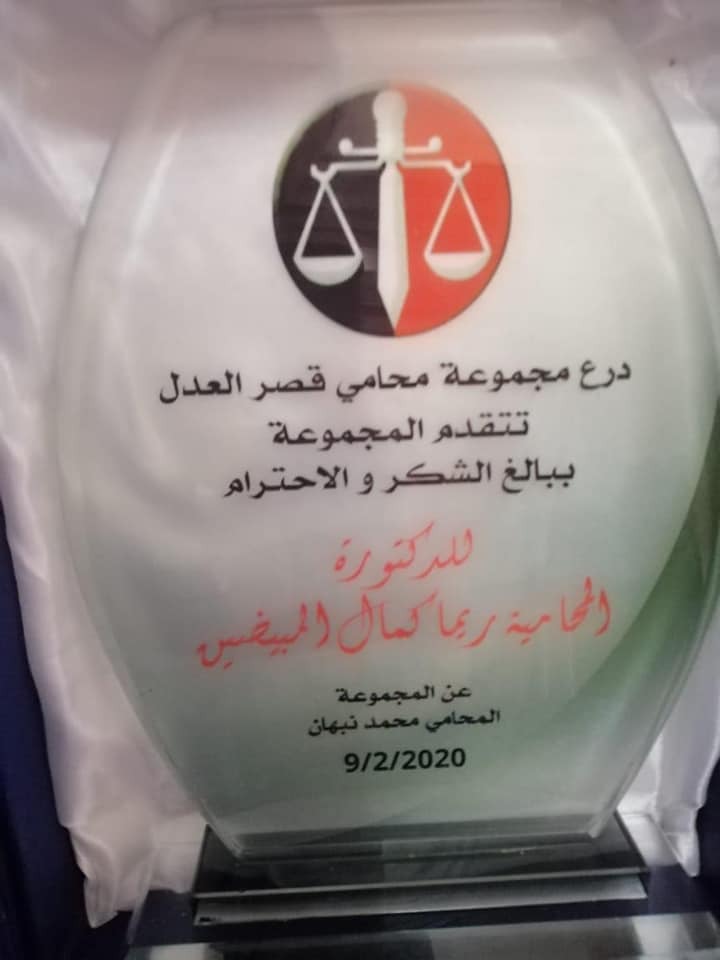 درع مجموعة محامي قصر العدل
تتقدم المجموعة
ببالغ الشكر و الاحترام
للدكتورة
المحامية ريما كمال المبيضين
عن المجموعة
المحامي محمد نبهان
9/2/2020